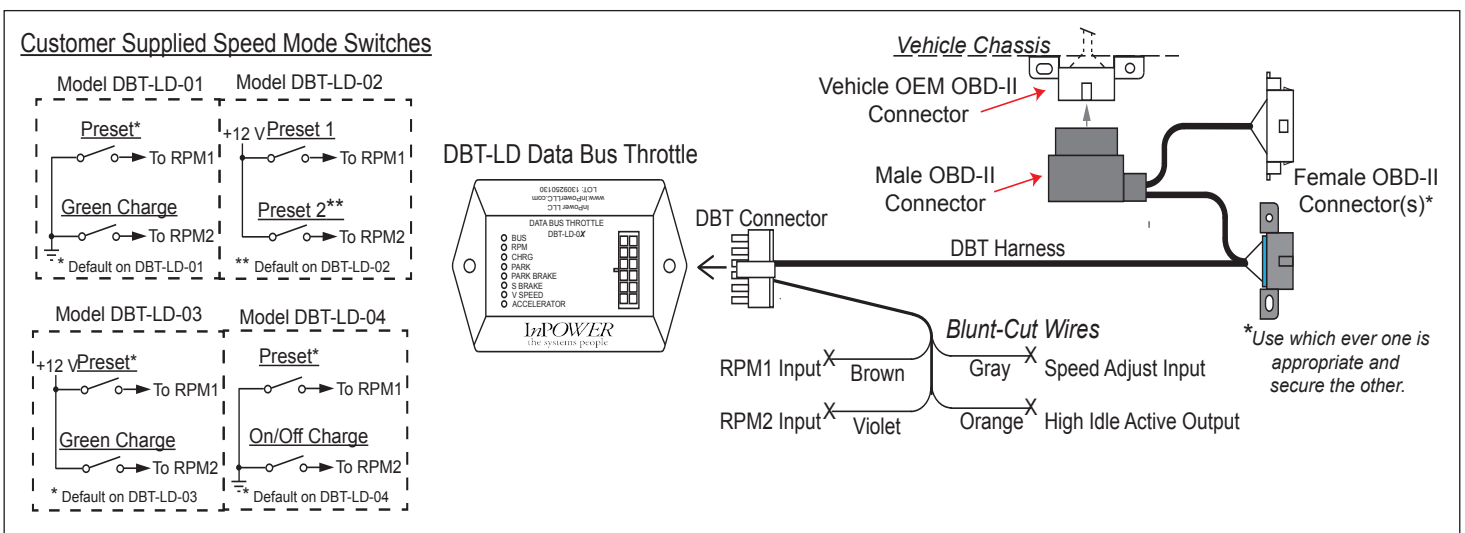 Customer Supplied Speed Mode Switches
Model DBT-LD-01
Preset*
To RPM1
Green Charge
To RPM2
* Default on DBT-LD-01
Model DBT-LD-02
+12 V
Preset 1
To RPM1
Preset 2**
To RPM2
** Default on DBT-LD-02
Model DBT-LD-03
+12 V
Preset*
To RPM1
Green Charge
To RPM2
* Default on DBT-LD-03
Model DBT-LD-04
Preset*
To RPM1
On/Off Charge
To RPM2
* Default on DBT-LD-04
DBT-LD Data Bus Throttle
InPower LLC
www.InPowerLLC.com
LOT: 1309250130
DATA BUS THROTTLE
DBT-LD-0X
BUS
RPM
CHRG
PARK
PARK BRAKE
S BRAKE
V SPEED
ACCELERATOR
InPOWER
the systems people
DBT Connector
DBT Harness
Vehicle Chassis
Vehicle OEM OBD-II
Connector
Male OBD-II
Connector
Female OBD-II
Connector(s)*
*Use which ever one is
appropriate and
secure the other.
Blunt-Cut Wires
RPM1 Input
X
Brown
Gray
X
Speed Adjust Input
RPM2 Input
X
Violet
Orange
X
High Idle Active Output